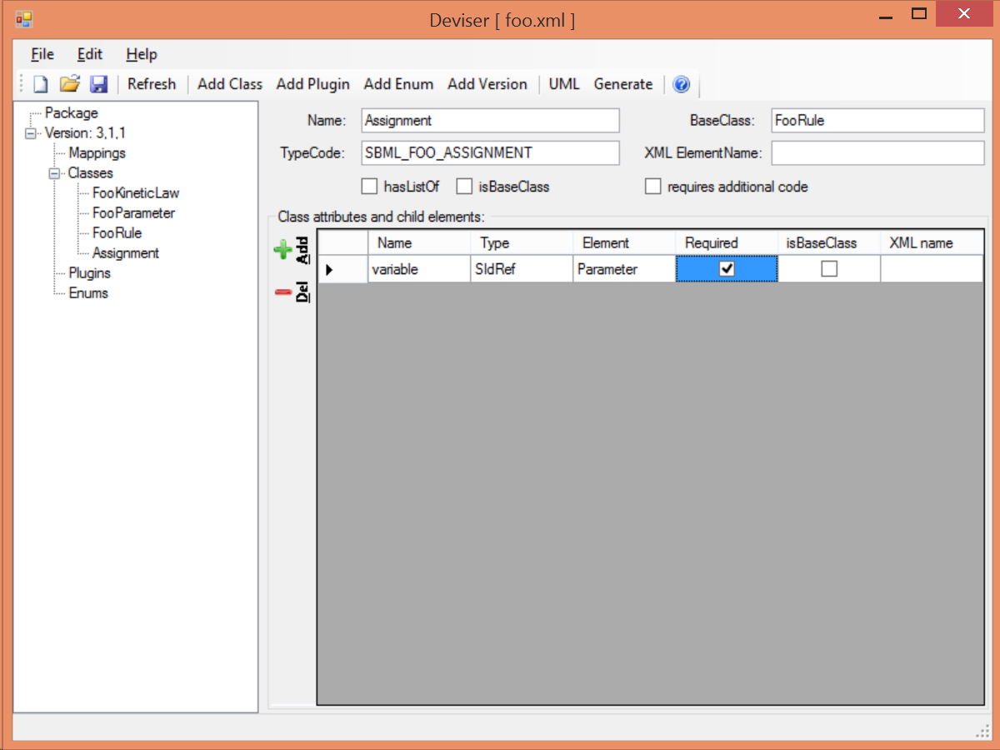 Deviser [ foo.xml ]
File Edit Help
Refresh Add Class Add Plugin Add Enum Add Version UML Generate ?
Package
Version: 3,1,1
Mappings
Classes
FooKineticLaw
FooParameter
FooRule
Assignment
Plugins
Enums
Name: Assignment BaseClass: FooRule
TypeCode: SBML_FOO_ASSIGNMENT XML ElementName:
hasListOf isBaseClass requires additional code
Class attributes and child elements:
Add
Del
Name Type Element Required isBaseClass XML name
variable SIdRef Parameter